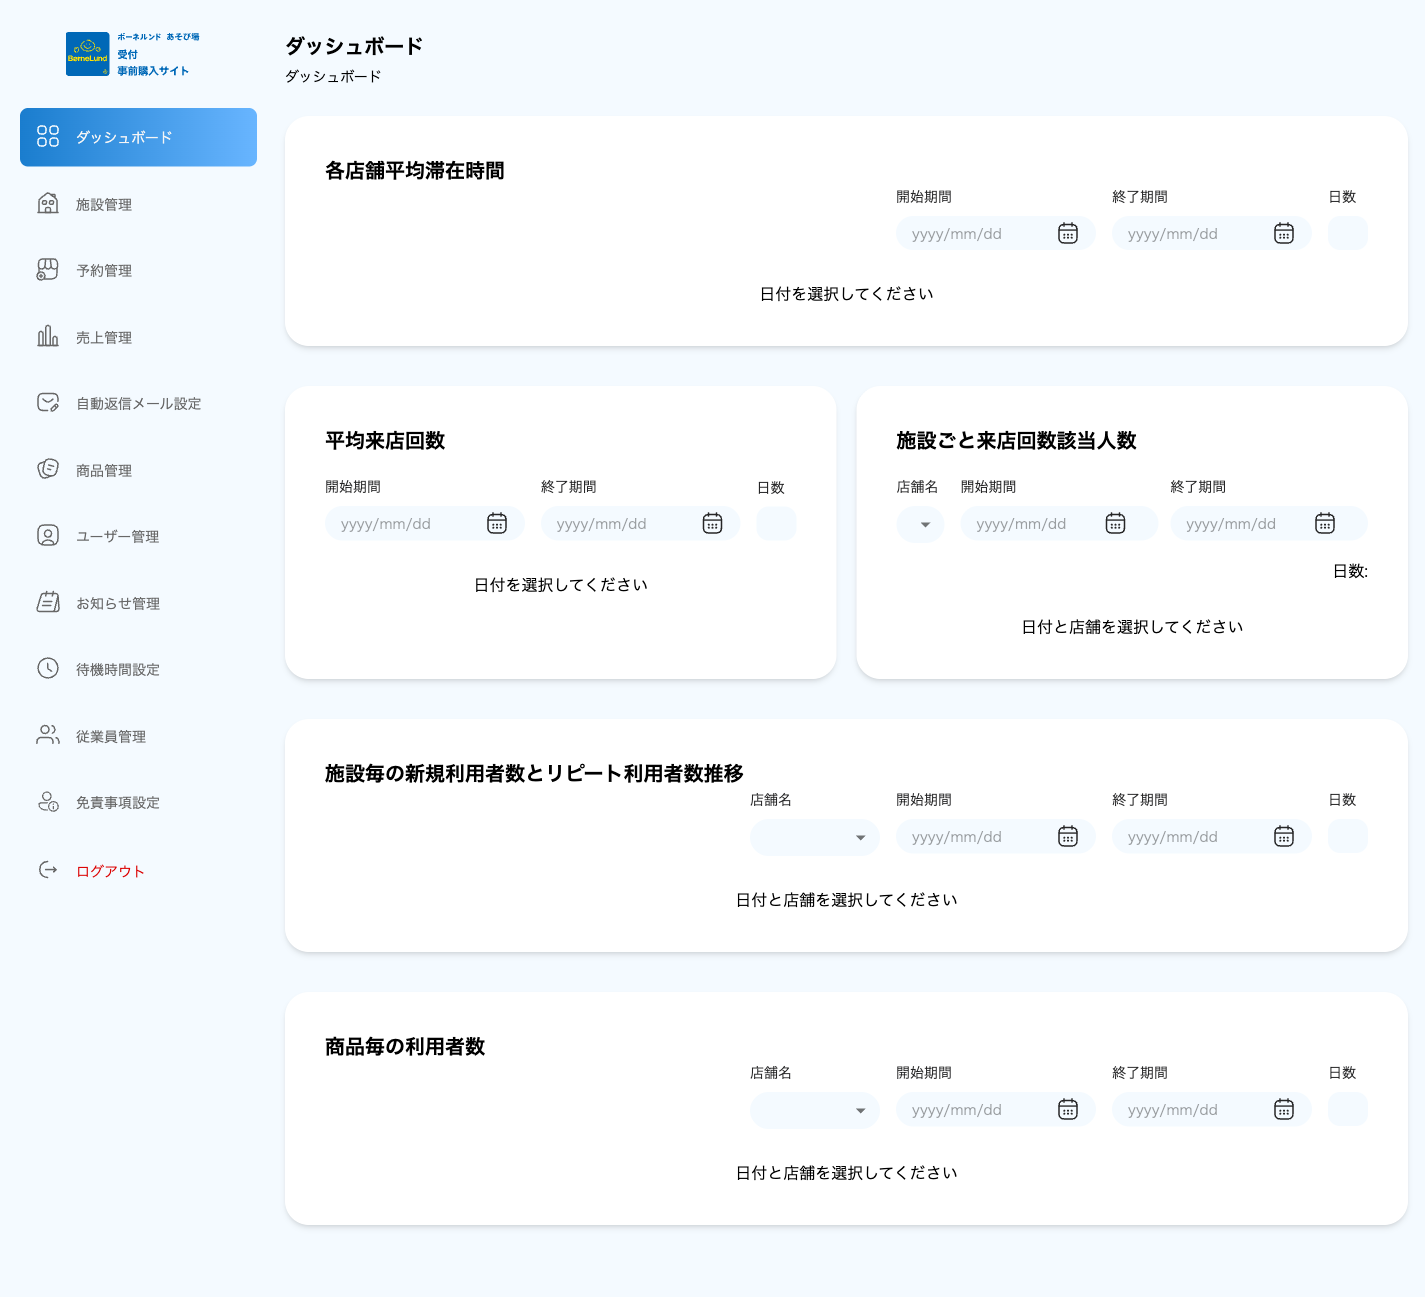 BørneLund
ボーネルンド あそび場
受付
事前購入サイト
ダッシュボード
施設管理
予約管理
売上管理
自動返信メール設定
商品管理
ユーザー管理
お知らせ管理
待機時間設定
従業員管理
免責事項設定
ログアウト
ダッシュボード
ダッシュボード
各店舗平均滞在時間
開始期間 終了期間 日数
yyyy/mm/dd yyyy/mm/dd
日付を選択してください
平均来店回数
開始期間 終了期間 日数
yyyy/mm/dd yyyy/mm/dd
日付を選択してください
施設ごと来店回数該当人数
店舗名 開始期間 終了期間
yyyy/mm/dd yyyy/mm/dd
日数:
日付と店舗を選択してください
施設毎の新規利用者数とリピート利用者数推移
店舗名 開始期間 終了期間 日数
yyyy/mm/dd yyyy/mm/dd
日付と店舗を選択してください
商品毎の利用者数
店舗名 開始期間 終了期間 日数
yyyy/mm/dd yyyy/mm/dd
日付と店舗を選択してください